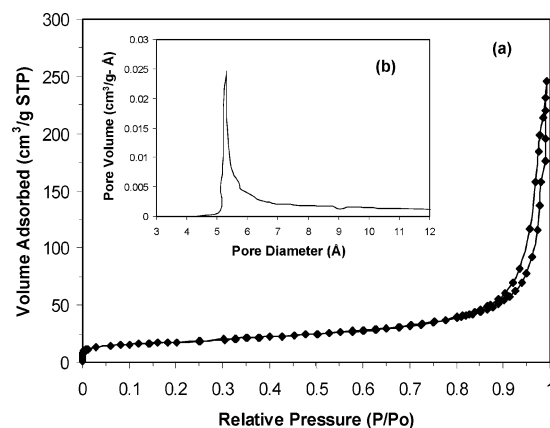 300
250
200
150
100
50
0
Volume Adsorbed (cm³/g STP)
(a)
0.03
0.025
0.02
0.015
0.01
0.005
0
Pore Volume (cm³/g- Å)
(b)
3 4 5 6 7 8 9 10 11 12
Pore Diameter (Å)
0 0.1 0.2 0.3 0.4 0.5 0.6 0.7 0.8 0.9 1
Relative Pressure (P/Po)